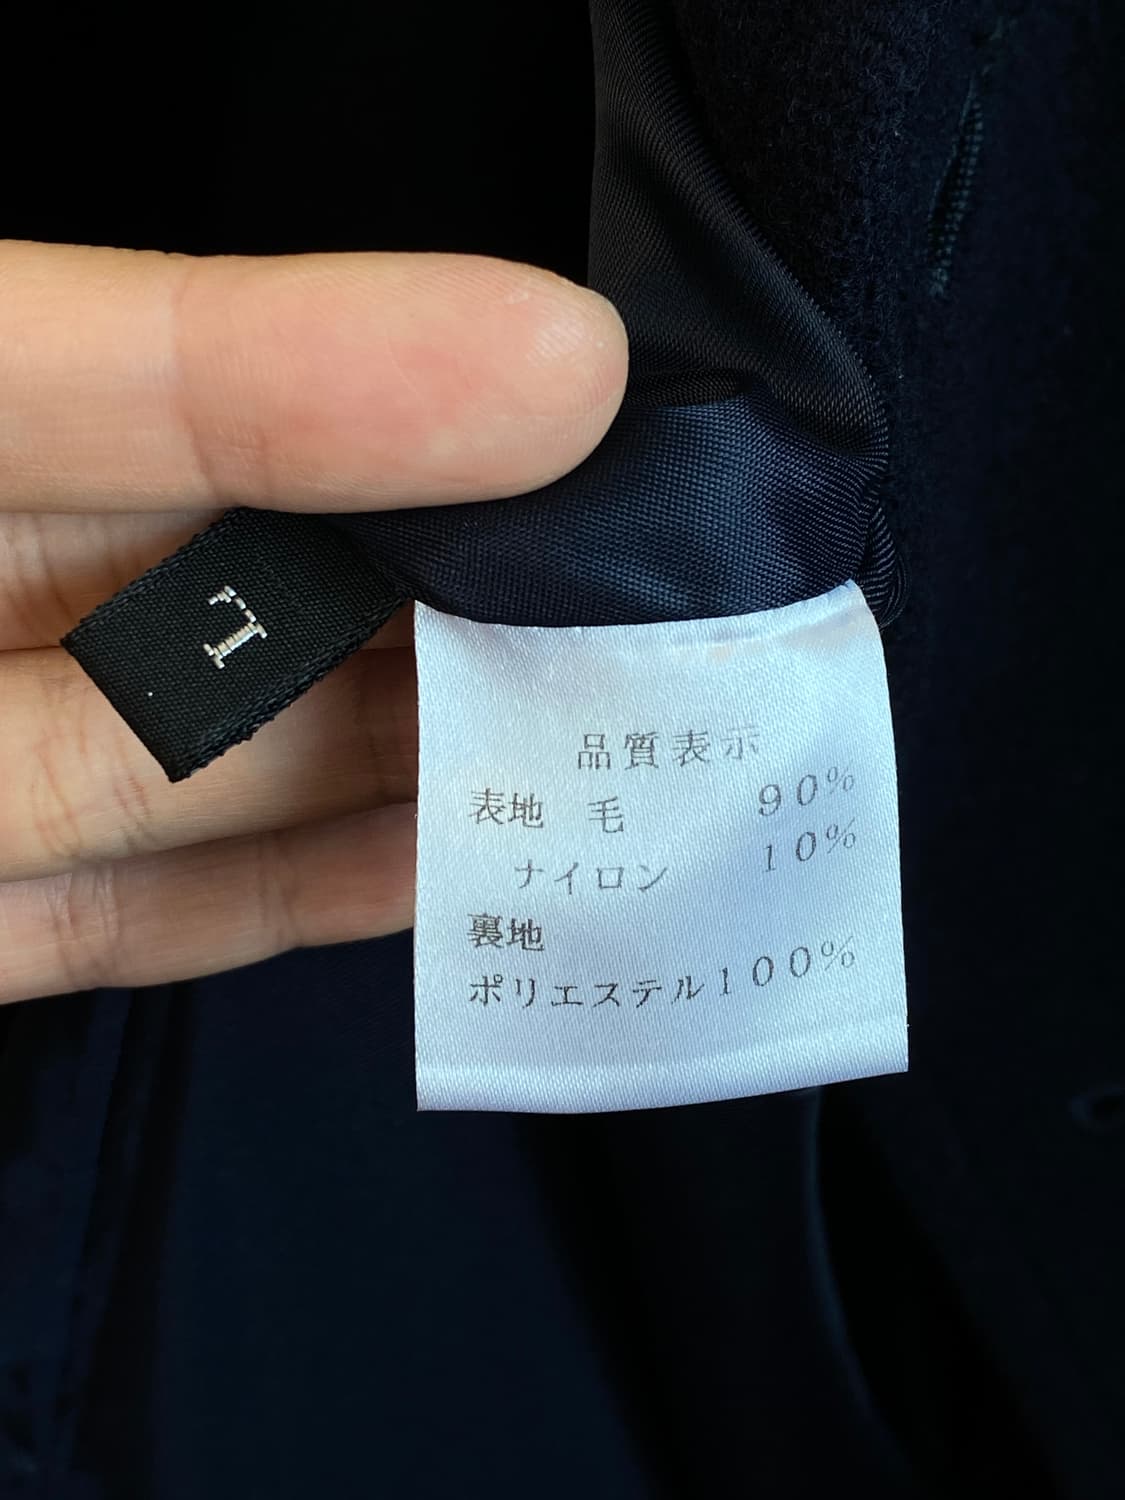 L
品質表示
表地 毛 90%
ナイロン 10%
裏地
ポリエステル100%